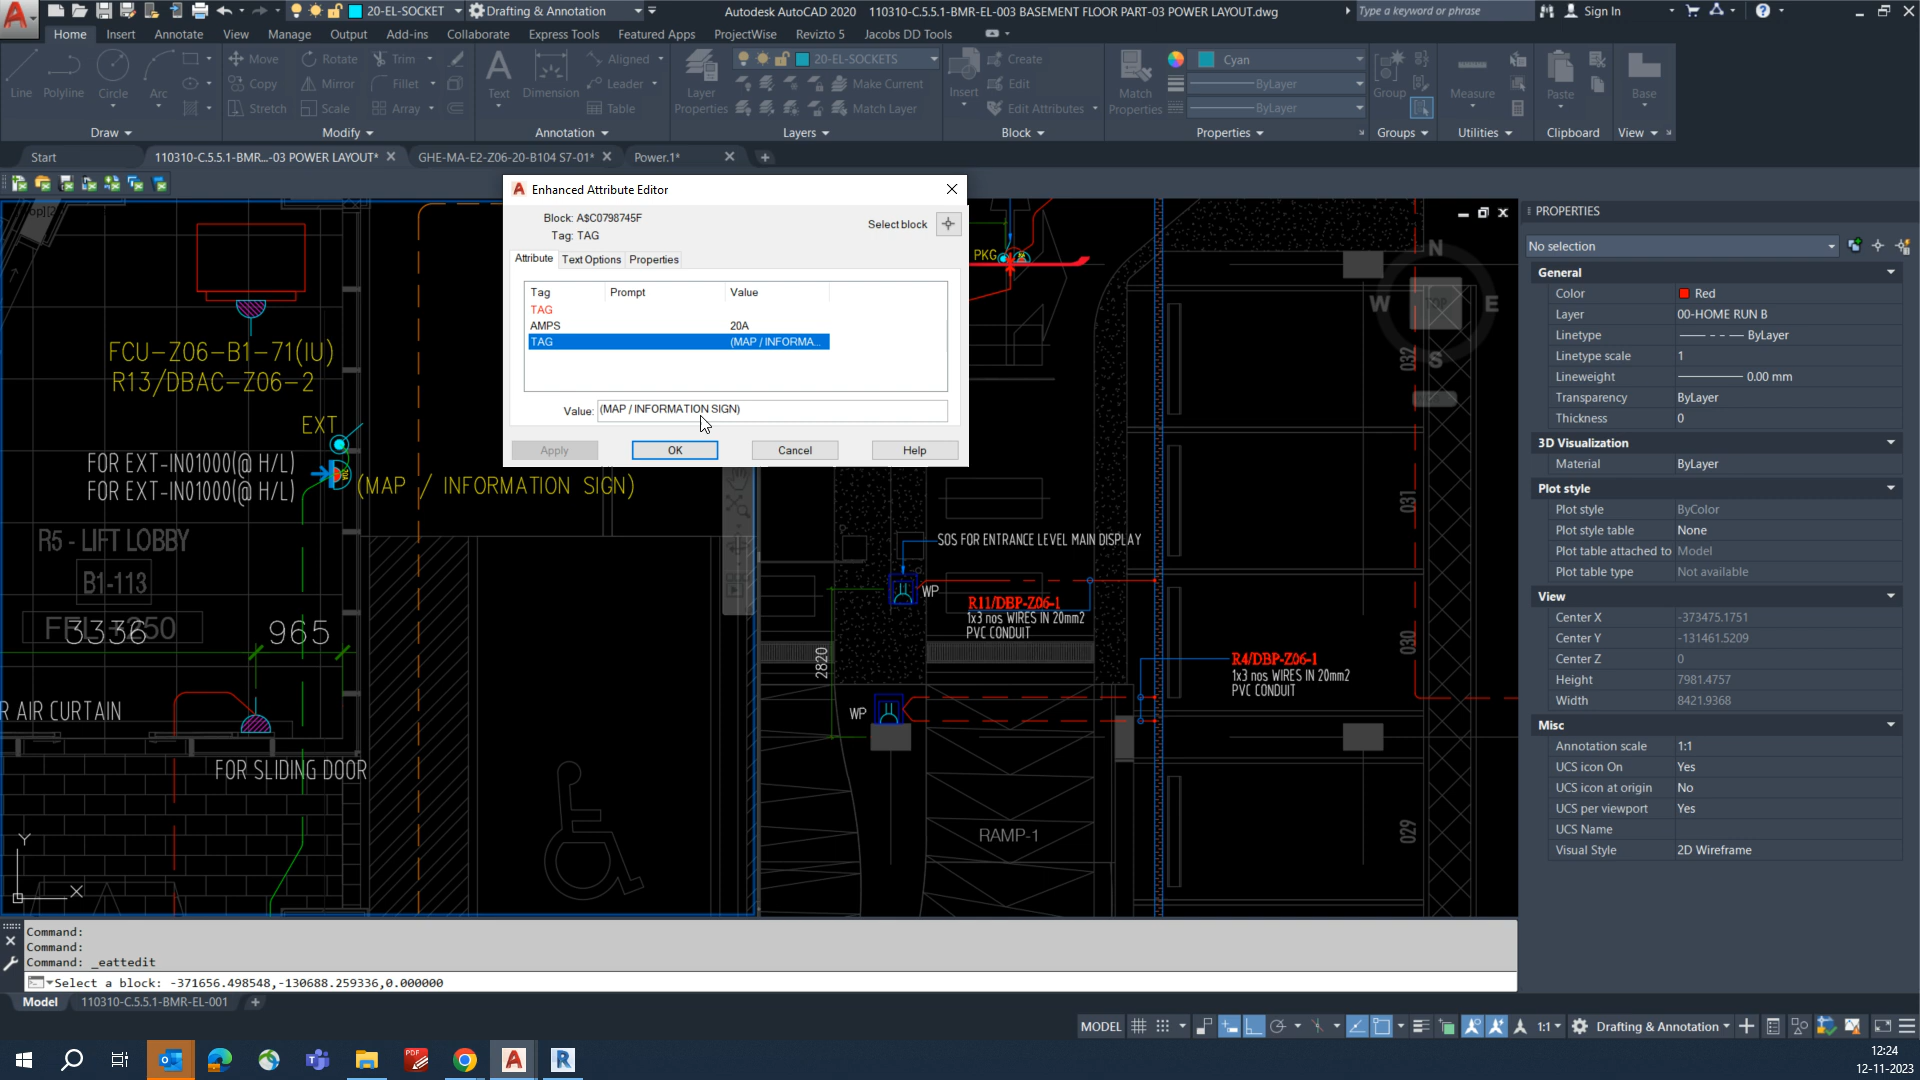 20-EL-SOCKET
Drafting & Annotation
Autodesk AutoCAD 2020 110310-C.5.5.1-BMR-EL-003 BASEMENT FLOOR PART-03 POWER LAYOUT.dwg
Type a keyword or phrase
Sign In
Home Insert Annotate View Manage Output Add-ins Collaborate Express Tools Featured Apps ProjectWise Revizto 5 Jacobs DD Tools
Line Polyline Circle Arc
Draw
Move Rotate Trim
Copy Mirror Fillet
Stretch Scale Array
Modify
Text Dimension
Aligned
Leader
Table
Annotation
Layer
Properties
20-EL-SOCKETS
Make Current
Match Layer
Layers
Insert
Create
Edit
Edit Attributes
Block
Match
Properties
Cyan
ByLayer
ByLayer
Properties
Group
Groups
Measure
Utilities
Paste
Clipboard
Base
View
Start
110310-C.5.5.1-BMR...-03 POWER LAYOUT*
GHE-MA-E2-Z06-20-B104 S7-01*
Power.1*
Enhanced Attribute Editor
Block: A$C0798745F
Tag: TAG
Select block
Attribute Text Options Properties
Tag Prompt Value
TAG
AMPS 20A
TAG (MAP / INFORMA...
Value: (MAP / INFORMATION SIGN)
Apply OK Cancel Help
FCU-Z06-B1-71(IU)
R13/DBAC-Z06-2
EXT
FOR EXT-IN01000(@ H/L)
FOR EXT-IN01000(@ H/L)
20A
(MAP / INFORMATION SIGN)
R5 - LIFT LOBBY
B1-113
3336
965
R AIR CURTAIN
FOR SLIDING DOOR
Y
X
PKG
SOS FOR ENTRANCE LEVEL MAIN DISPLAY
WP
R11/DBP-Z06-1
1x3 nos WIRES IN 20mm2
PVC CONDUIT
2820
WP
R4/DBP-Z06-1
1x3 nos WIRES IN 20mm2
PVC CONDUIT
RAMP-1
032
031
030
029
N
W
TOP
E
S
PROPERTIES
No selection
General
Color Red
Layer 00-HOME RUN B
Linetype ByLayer
Linetype scale 1
Lineweight 0.00 mm
Transparency ByLayer
Thickness 0
3D Visualization
Material ByLayer
Plot style
Plot style ByColor
Plot style table None
Plot table attached to Model
Plot table type Not available
View
Center X -373475.1751
Center Y -131461.5209
Center Z 0
Height 7981.4757
Width 8421.9368
Misc
Annotation scale 1:1
UCS icon On Yes
UCS icon at origin No
UCS per viewport Yes
UCS Name
Visual Style 2D Wireframe
Command:
Command:
Command: _eattedit
Select a block: -371656.498548,-130688.259336,0.000000
Model 110310-C.5.5.1-BMR-EL-001
MODEL
1:1
Drafting & Annotation
12:24
12-11-2023